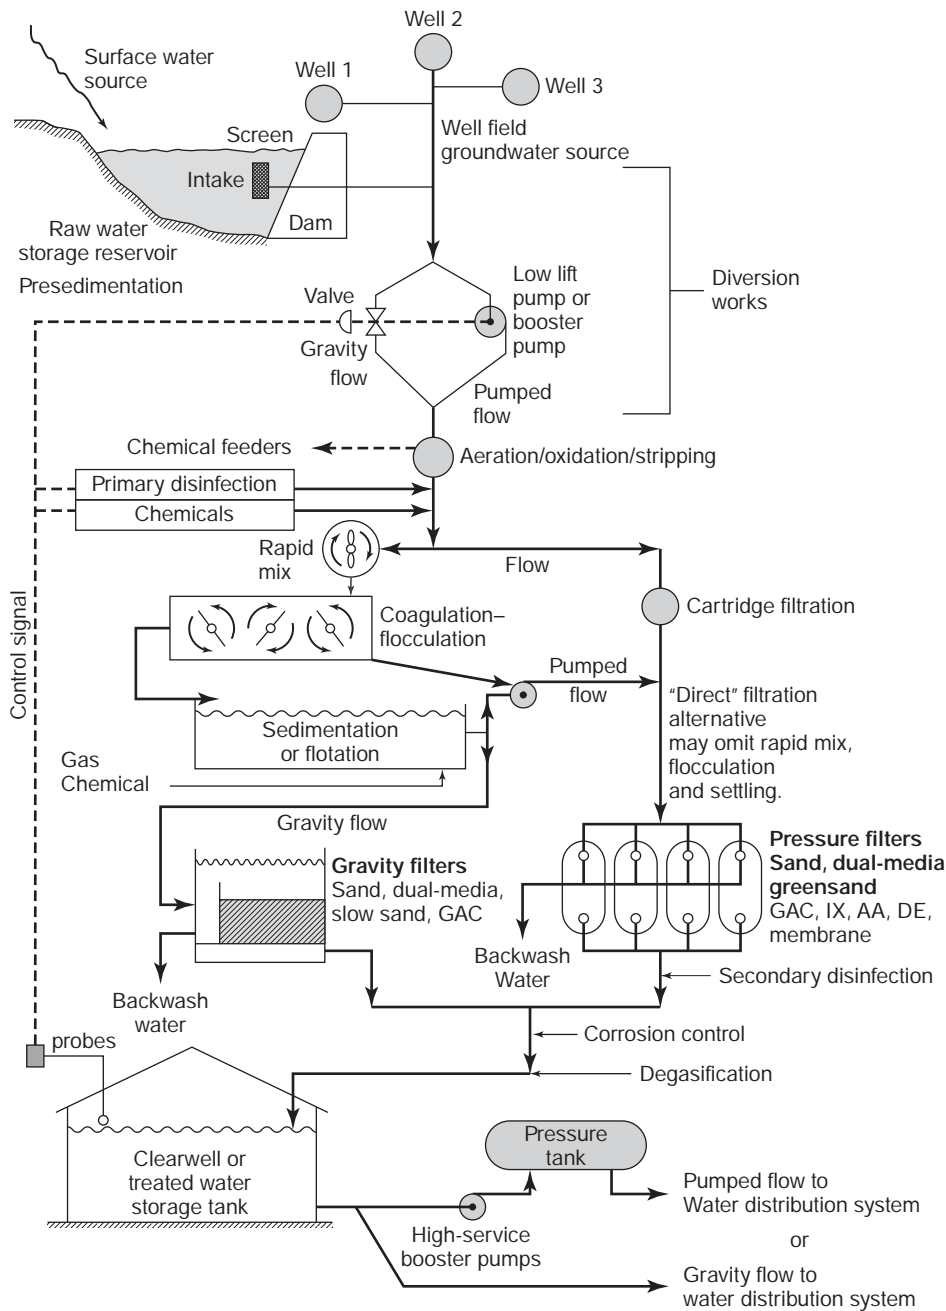 Well 2
Surface water
source
Well 1
Well 3
Screen
Well field
groundwater source
Intake
Dam
Raw water
storage reservoir
Presedimentation
Low lift
pump or
booster
pump
Diversion
works
Valve
Gravity
flow
Pumped
flow
Chemical feeders
Aeration/oxidation/stripping
Primary disinfection
Chemicals
Rapid
mix
Flow
Control signal
Coagulation–
flocculation
Cartridge filtration
Pumped
flow
“Direct” filtration
alternative
may omit rapid mix,
flocculation
and settling.
Sedimentation
or flotation
Gas
Chemical
Gravity flow
Gravity filters
Sand, dual-media,
slow sand, GAC
Pressure filters
Sand, dual-media
greensand
GAC, IX, AA, DE,
membrane
Backwash
Water
Secondary disinfection
Backwash
water
Corrosion control
probes
Degasification
Clearwell or
treated water
storage tank
Pressure
tank
High-service
booster pumps
Pumped flow to
Water distribution system
or
Gravity flow to
water distribution system